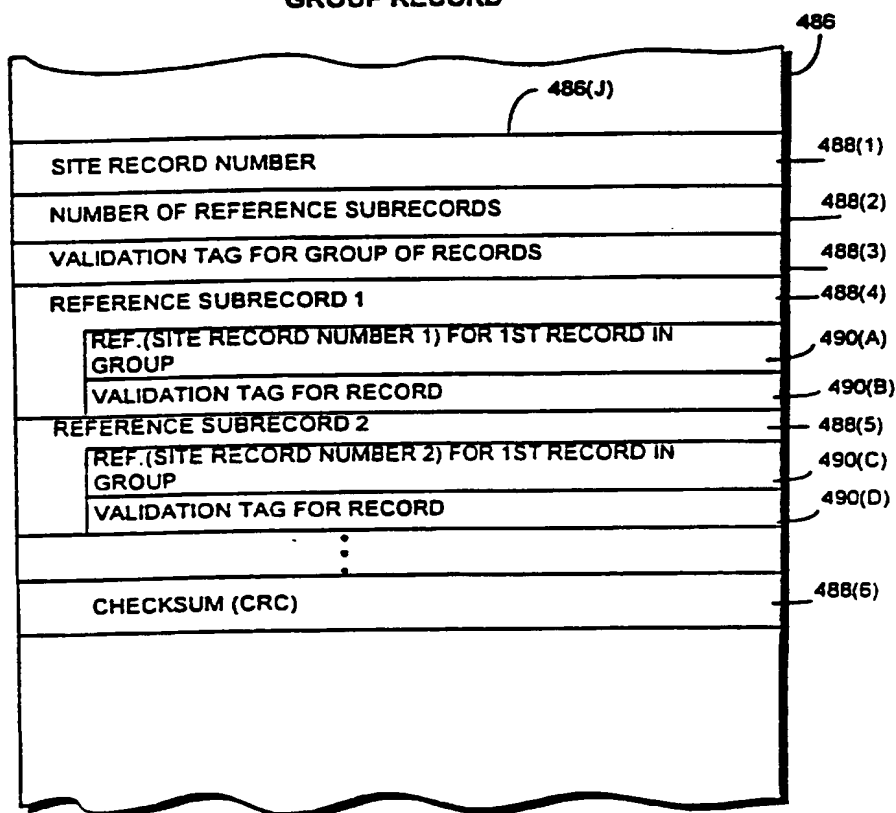 GROUP RECORD
486
486(J)
SITE RECORD NUMBER 488(1)
NUMBER OF REFERENCE SUBRECORDS 488(2)
VALIDATION TAG FOR GROUP OF RECORDS 488(3)
REFERENCE SUBRECORD 1 488(4)
REF.(SITE RECORD NUMBER 1) FOR 1ST RECORD IN 490(A)
GROUP
VALIDATION TAG FOR RECORD 490(B)
REFERENCE SUBRECORD 2 488(5)
REF.(SITE RECORD NUMBER 2) FOR 1ST RECORD IN 490(C)
GROUP
VALIDATION TAG FOR RECORD 490(D)
CHECKSUM (CRC) 488(6)